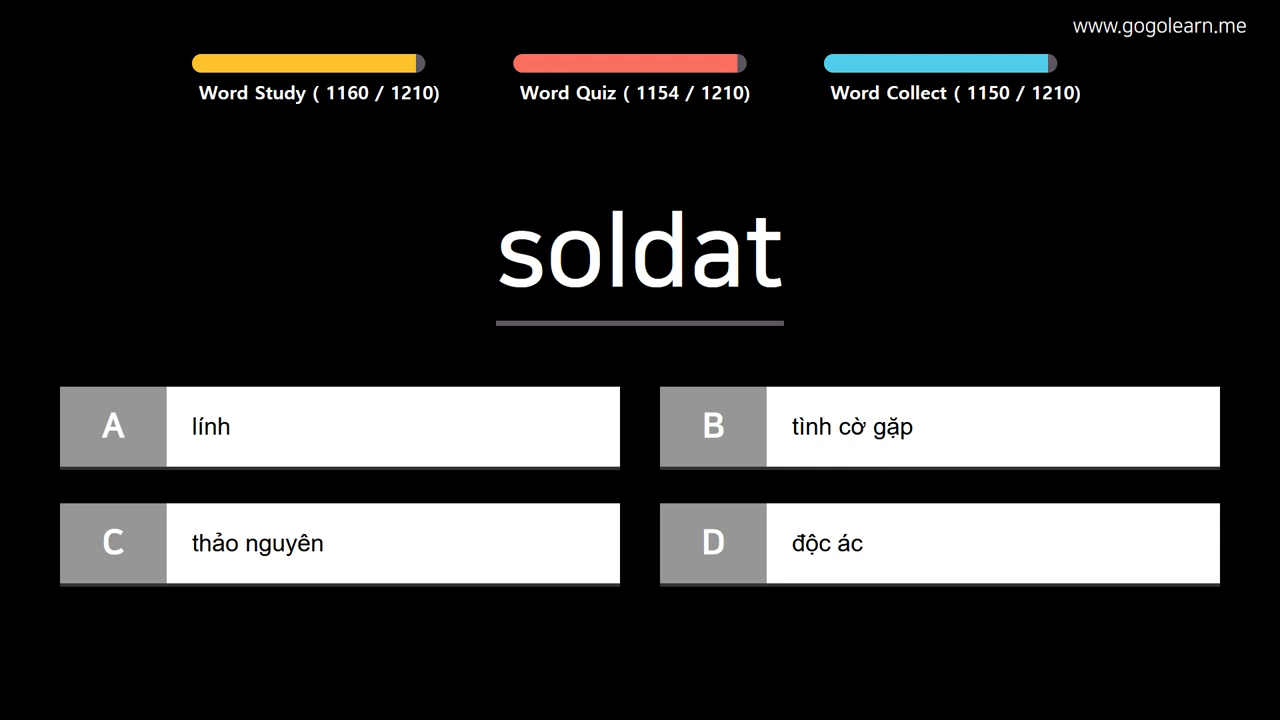 www.gogolearn.me
Word Study ( 1160 / 1210)
Word Quiz ( 1154 / 1210)
Word Collect ( 1150 / 1210)
soldat
A lính
B tình cờ gặp
C thảo nguyên
D độc ác